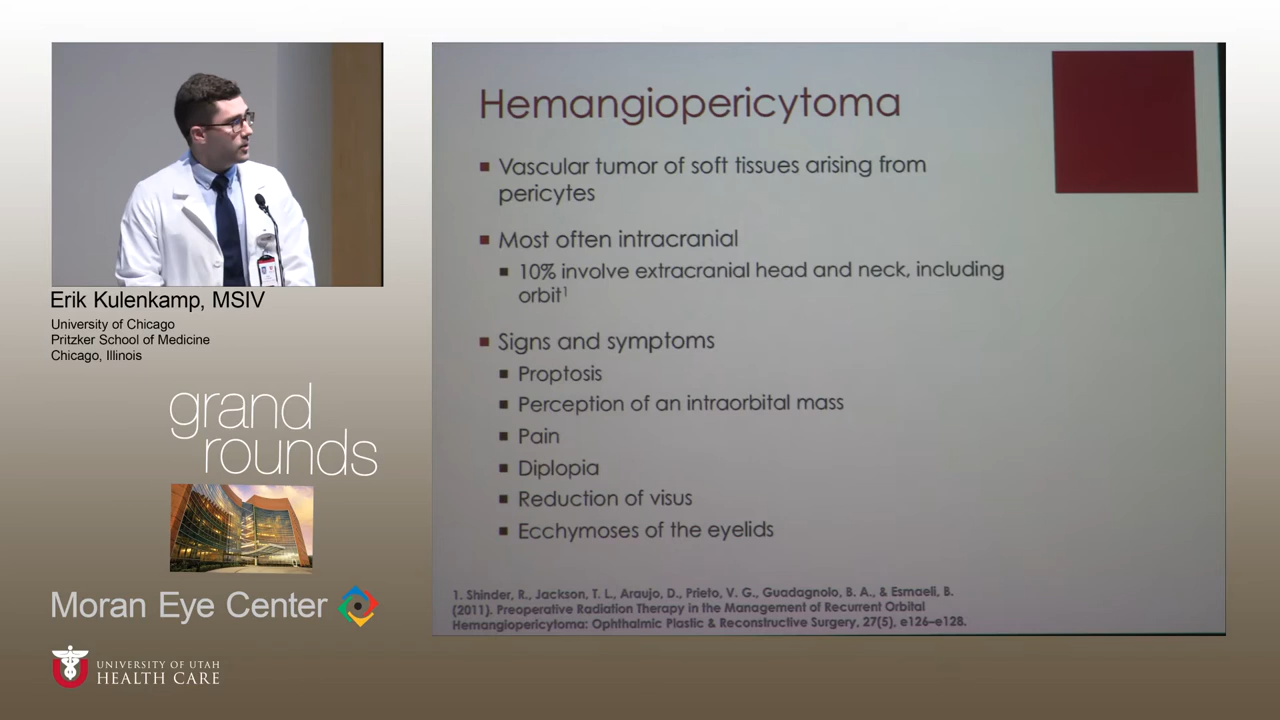 Erik Kulenkamp, MSIV
University of Chicago
Pritzker School of Medicine
Chicago, Illinois
grand
rounds
Moran Eye Center
UNIVERSITY OF UTAH
HEALTH CARE
Hemangiopericytoma
Vascular tumor of soft tissues arising from
pericytes
Most often intracranial
10% involve extracranial head and neck, including
orbit¹
Signs and symptoms
Proptosis
Perception of an intraorbital mass
Pain
Diplopia
Reduction of visus
Ecchymoses of the eyelids
1. Shinder, R., Jackson, T. L., Araujo, D., Prieto, V. G., Guadagnolo, B. A., & Esmaeli, B.
(2011). Preoperative Radiation Therapy in the Management of Recurrent Orbital
Hemangiopericytoma: Ophthalmic Plastic & Reconstructive Surgery, 27(5), e126–e128.